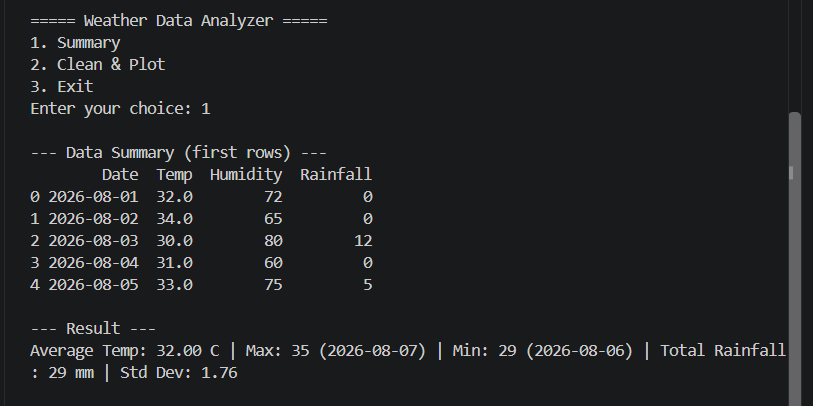 ===== Weather Data Analyzer =====
1. Summary
2. Clean & Plot
3. Exit
Enter your choice: 1
--- Data Summary (first rows) ---
Date Temp Humidity Rainfall
0 2026-08-01 32.0 72 0
1 2026-08-02 34.0 65 0
2 2026-08-03 30.0 80 12
3 2026-08-04 31.0 60 0
4 2026-08-05 33.0 75 5
--- Result ---
Average Temp: 32.00 C | Max: 35 (2026-08-07) | Min: 29 (2026-08-06) | Total Rainfall
: 29 mm | Std Dev: 1.76